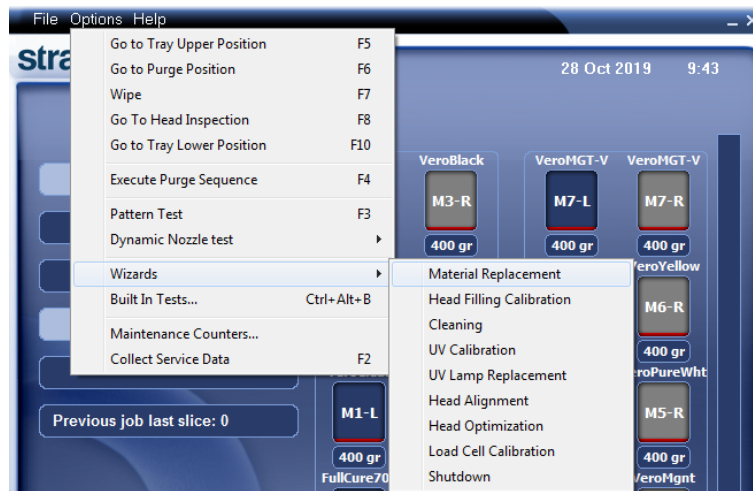 File Options Help
stra
28 Oct 2019 9:43
Go to Tray Upper Position F5
Go to Purge Position F6
Wipe F7
Go To Head Inspection F8
Go to Tray Lower Position F10
Execute Purge Sequence F4
Pattern Test F3
Dynamic Nozzle test
Wizards
Built In Tests... Ctrl+Alt+B
Maintenance Counters...
Collect Service Data F2
Material Replacement
Head Filling Calibration
Cleaning
UV Calibration
UV Lamp Replacement
Head Alignment
Head Optimization
Load Cell Calibration
Shutdown
VeroBlack VeroMGT-V VeroMGT-V
M3-R M7-L M7-R
400 gr 400 gr 400 gr
VeroYellow
M6-R
400 gr
eroPureWht
M1-L M5-R
400 gr 400 gr
FullCure70 VeroMgnt
Previous job last slice: 0